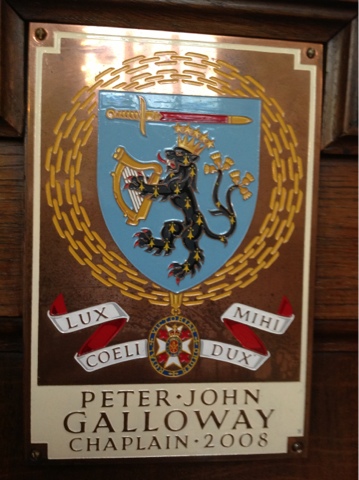 LUX COELI DUX MIHI
PETER·JOHN
GALLOWAY
CHAPLAIN·2008